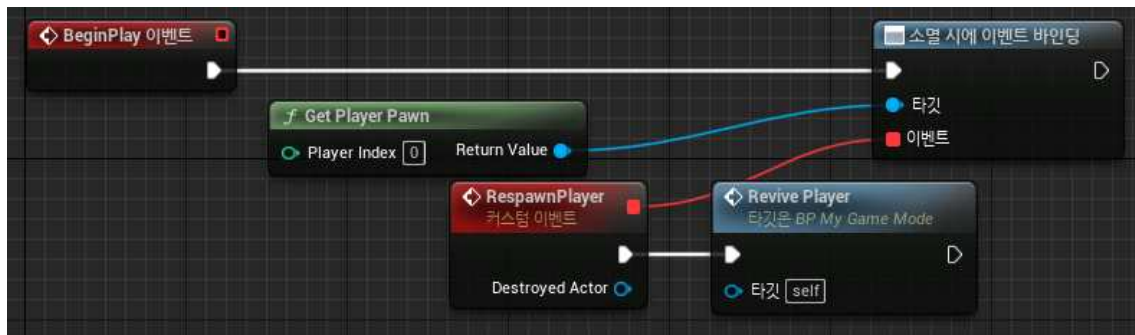 BeginPlay 이벤트
소멸 시에 이벤트 바인딩
타깃
이벤트
f Get Player Pawn
Player Index 0 Return Value
RespawnPlayer
커스텀 이벤트
Destroyed Actor
Revive Player
타깃은 BP My Game Mode
타깃 self